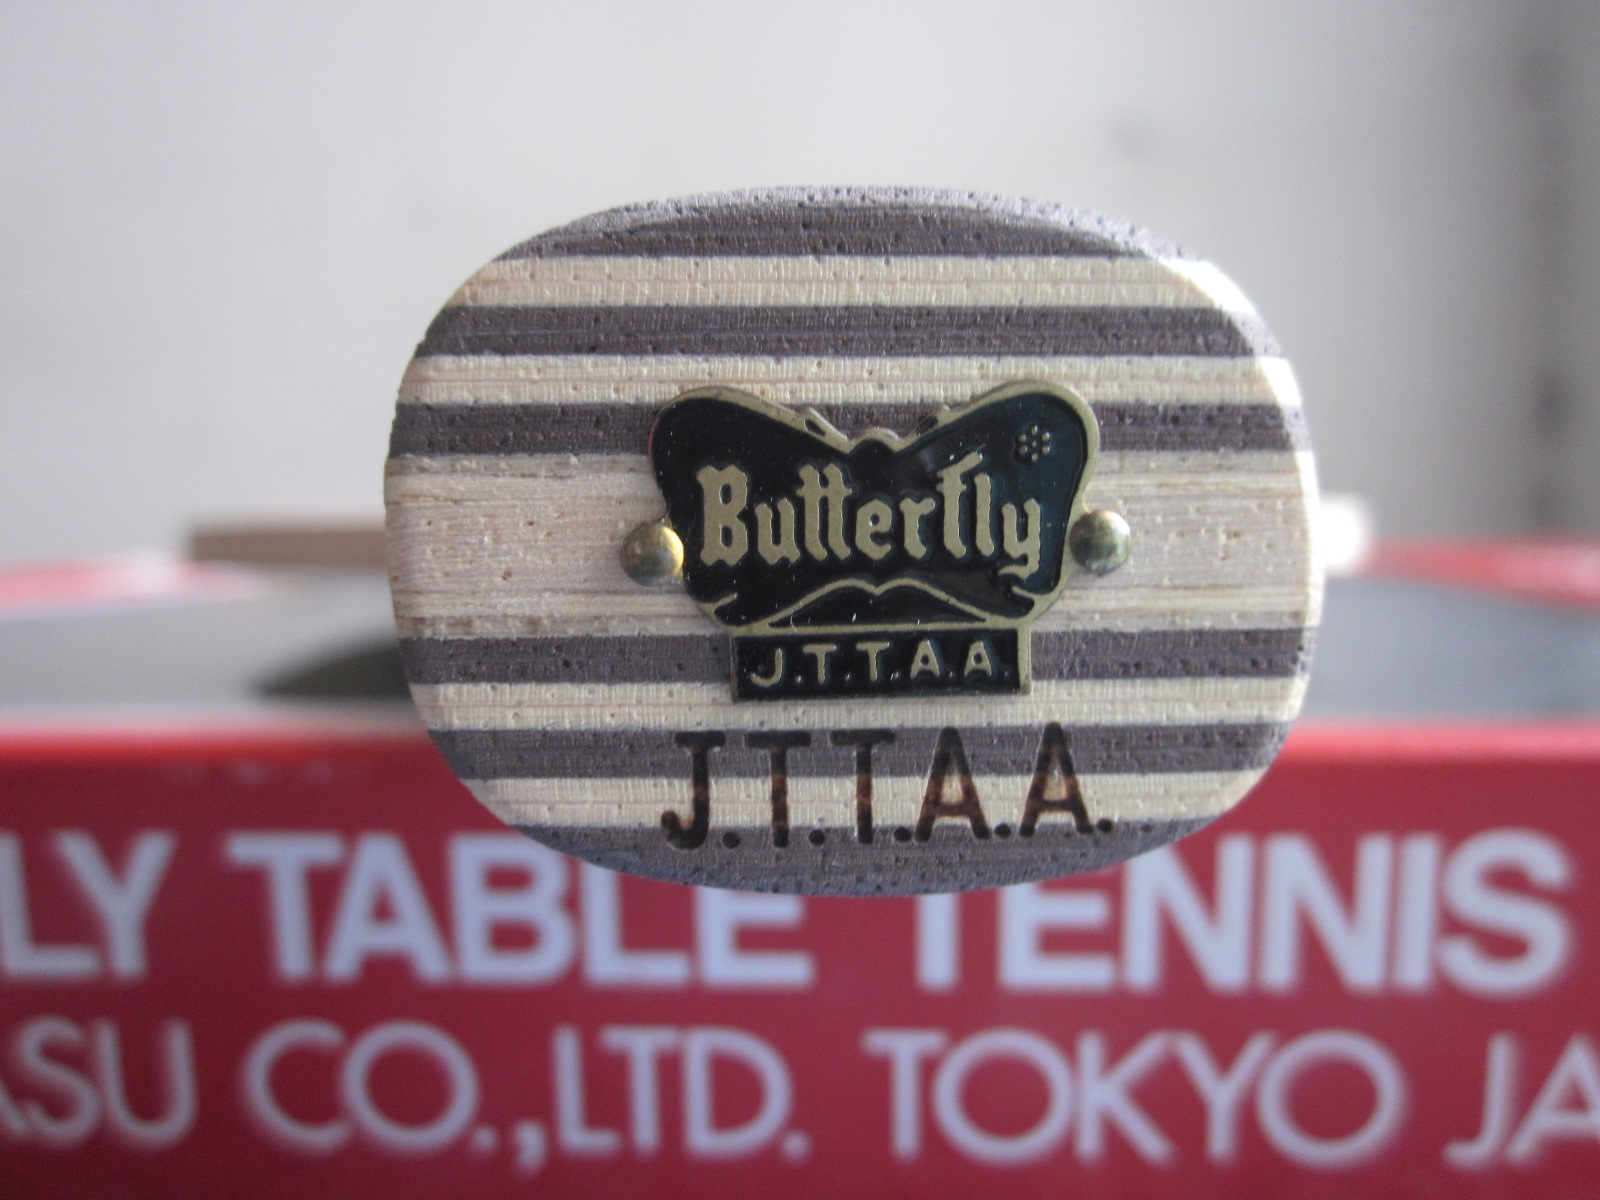 Butterfly
J.T.T.A.A.
J.T.T.A.A.
LY TABLE TENNIS
ASU CO.,LTD. TOKYO JA